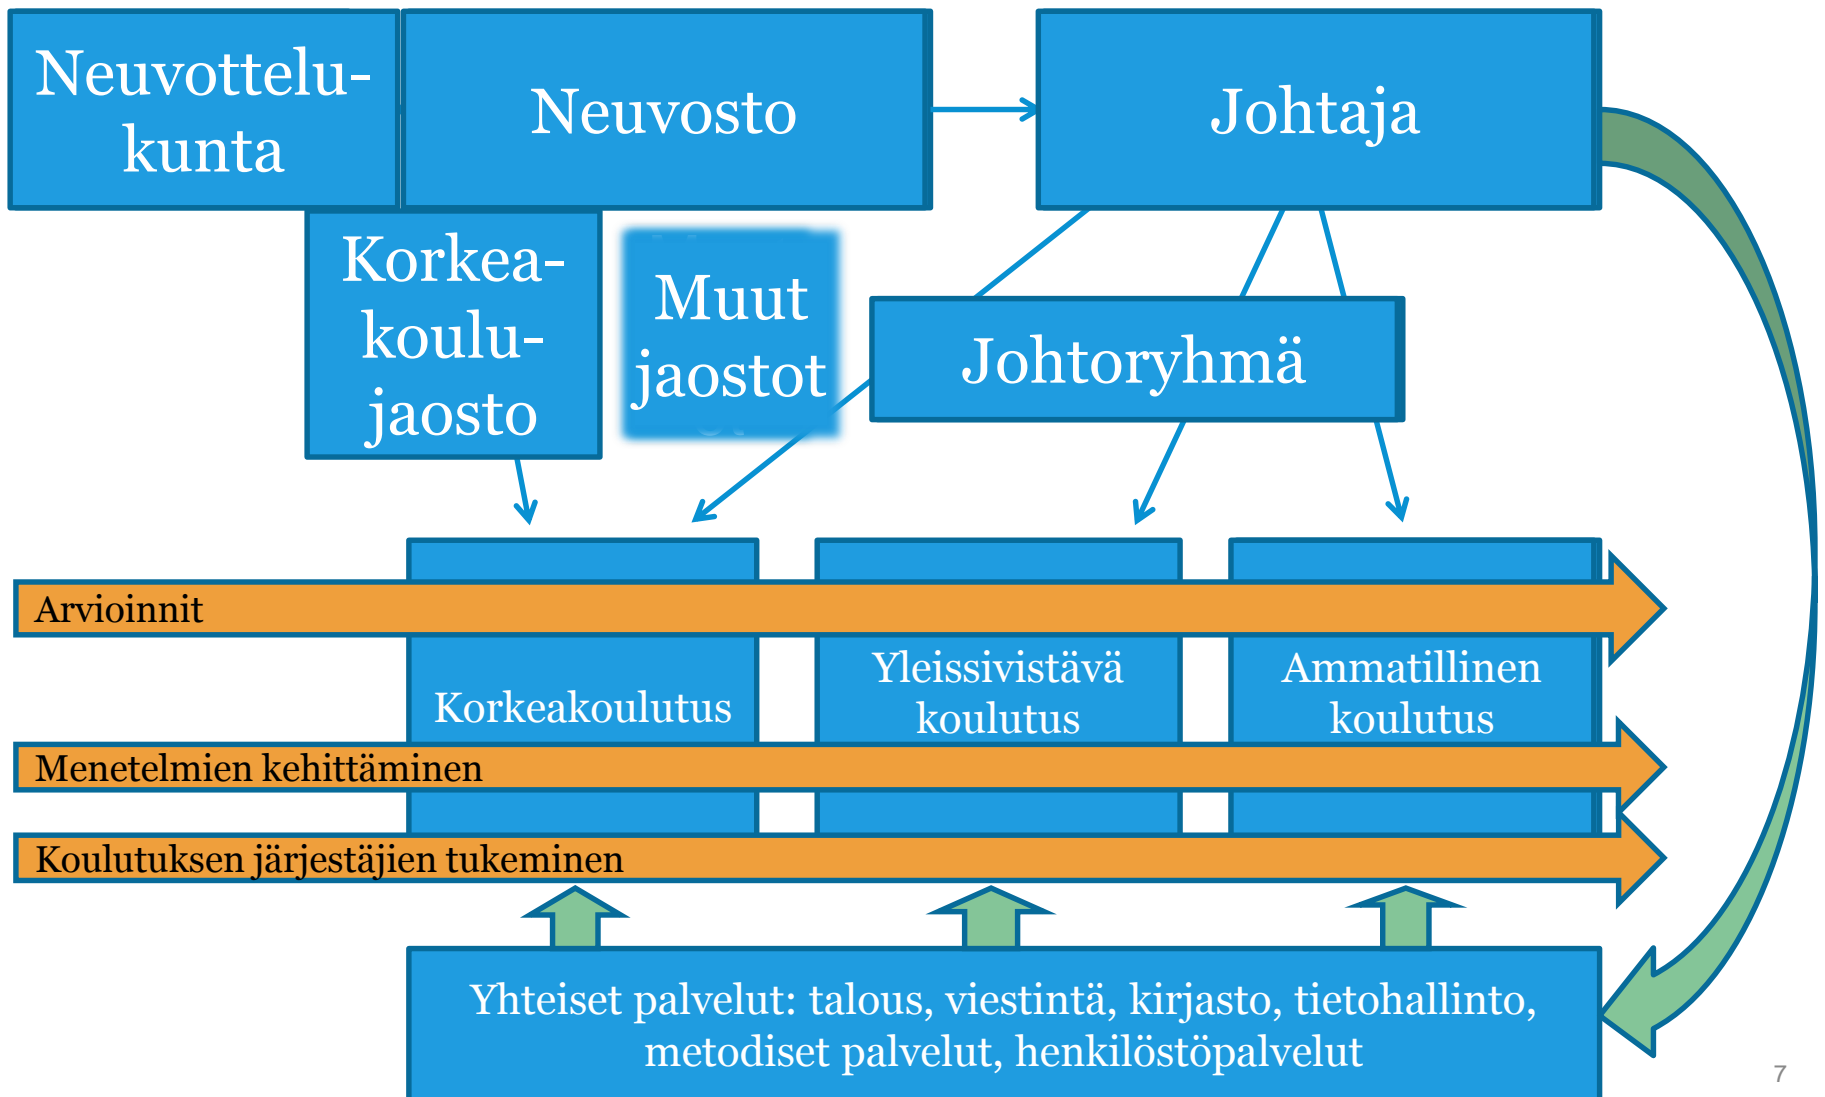 Neuvottelu-
kunta
Neuvosto
Johtaja
Korkea-
koulu-
jaosto
Muut
jaostot
Johtoryhmä
Arvioinnit
Korkeakoulutus
Yleissivistävä
koulutus
Ammatillinen
koulutus
Menetelmien kehittäminen
Koulutuksen järjestäjien tukeminen
Yhteiset palvelut: talous, viestintä, kirjasto, tietohallinto,
metodiset palvelut, henkilöstöpalvelut
7